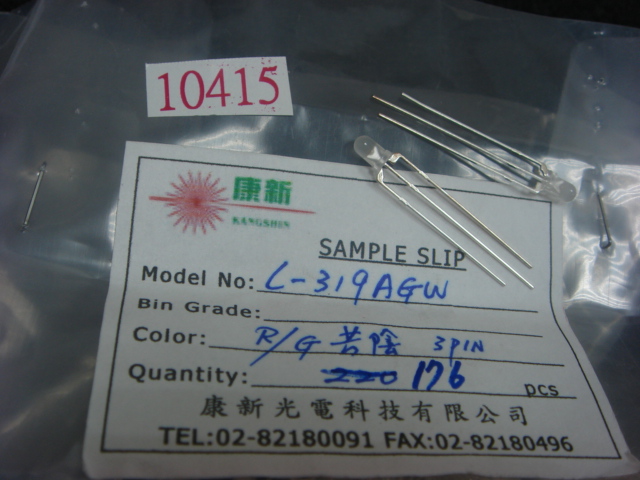 10415
康新
KANGSHIN
SAMPLE SLIP
Model No: L-319AGW
Bin Grade:
Color: R/G 苦陰 3PIN
Quantity: 220 176 pcs
康新光電科技有限公司
TEL:02-82180091 FAX:02-82180496